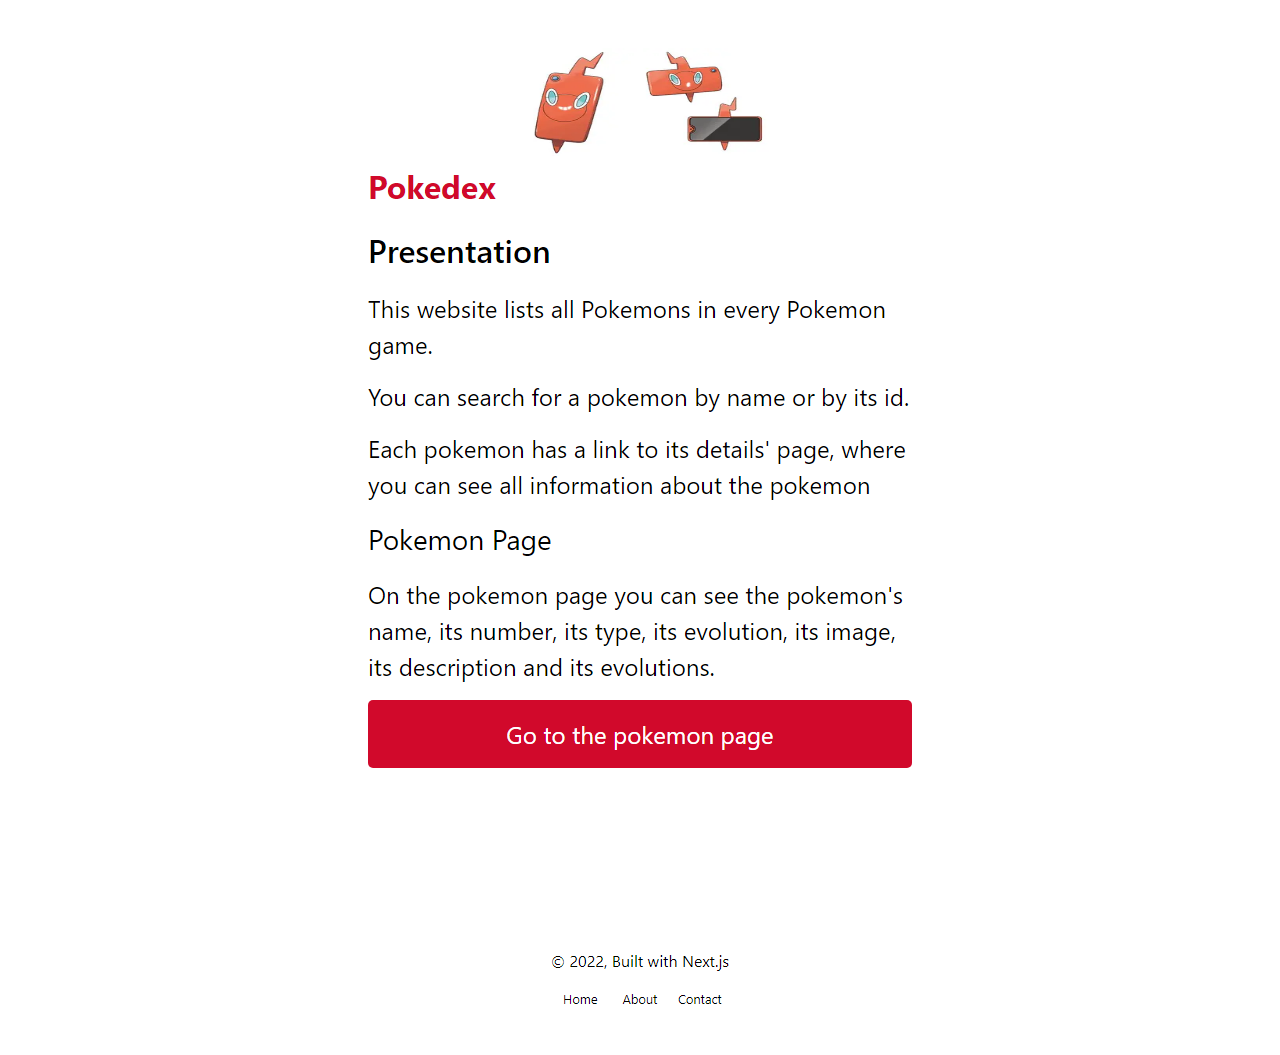 Pokedex
Presentation
This website lists all Pokemons in every Pokemon
game.
You can search for a pokemon by name or by its id.
Each pokemon has a link to its details' page, where
you can see all information about the pokemon
Pokemon Page
On the pokemon page you can see the pokemon's
name, its number, its type, its evolution, its image,
its description and its evolutions.
Go to the pokemon page
© 2022, Built with Next.js
Home About Contact